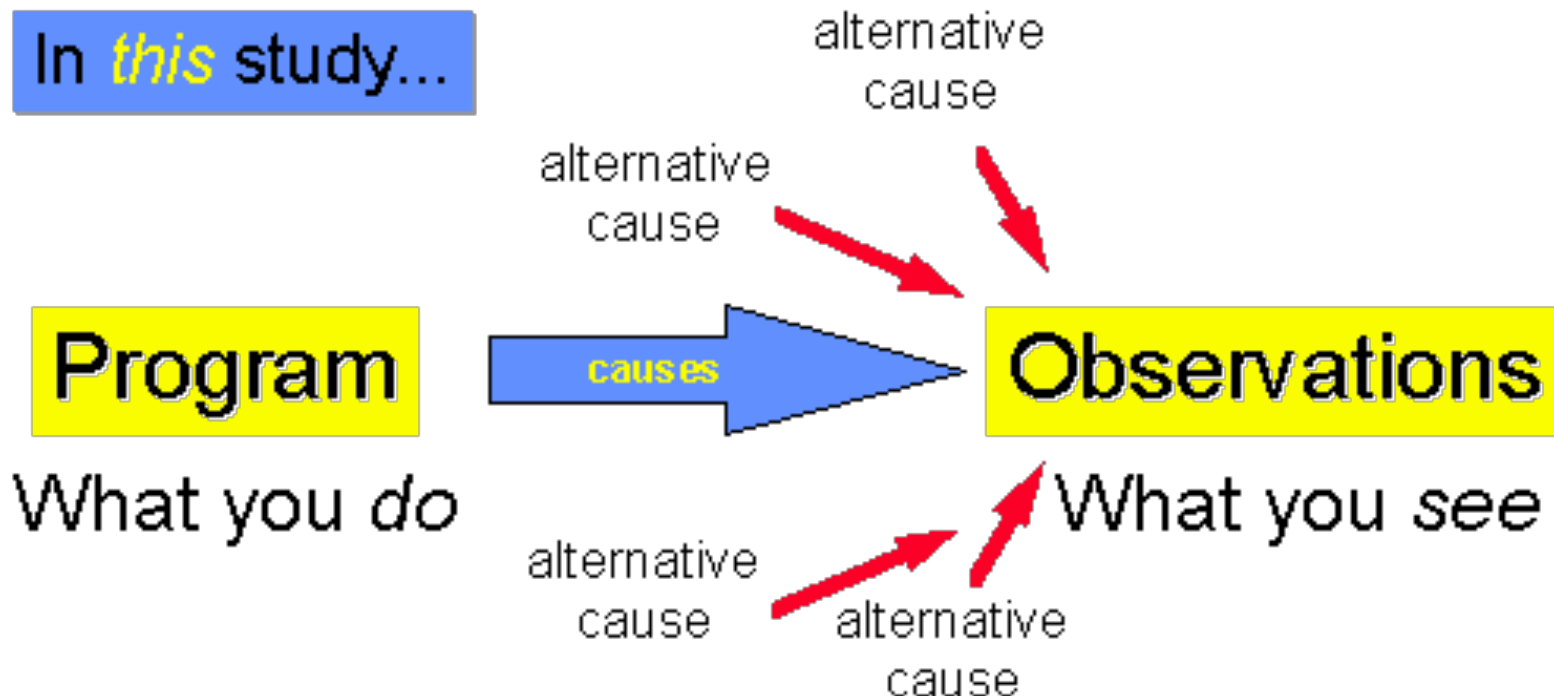 In this study...
alternative
cause
alternative
cause
Program
causes
Observations
What you do
What you see
alternative
cause
alternative
cause